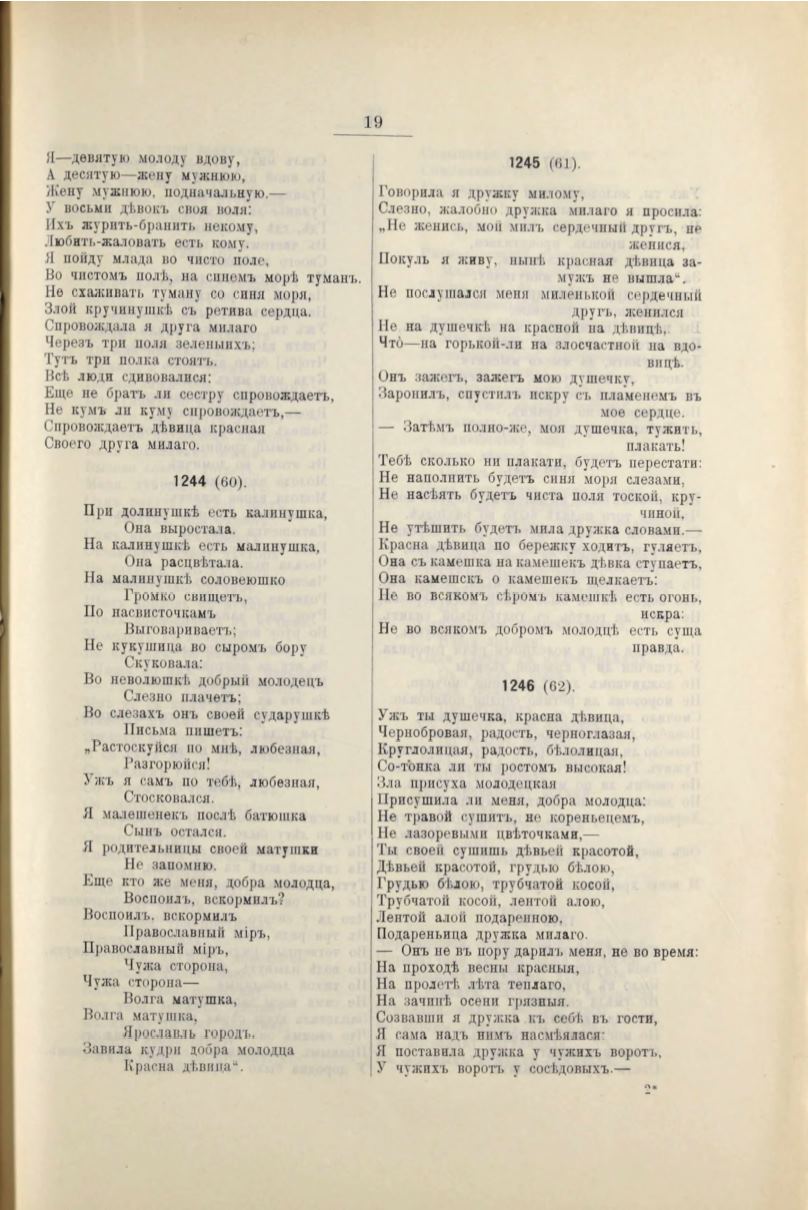 19
Я—девятую молоду вдову,
А десятую—жену мужнюю,
Жену мужнюю, подначальную.—
У восьми дѣвокъ своя воля:
Ихъ журить-бранить некому,
Любить-жаловать есть кому.
Я пойду млада во чисто поле,
Во чистомъ полѣ, на синемъ морѣ туманъ.
Не схаживать туману со синя моря,
Злой кручинушкѣ съ ретива сердца.
Спровождала я друга милаго
Черезъ три поля зеленыихъ;
Тутъ три полка стоятъ.
Всѣ люди сдивовалися:
Еще не братъ ли сестру спровождаетъ,
Не кумъ ли куму спровождаетъ,—
Спровождаетъ дѣвица красная
Своего друга милаго.
1244 (60).
При долинушкѣ есть калинушка,
Она выростала.
На калинушкѣ есть малинушка,
Она расцвѣтала.
На малинушкѣ соловеюшко
Громко свищетъ,
По насвисточкамъ
Выговариваетъ;
Не кукушица во сыромъ бору
Скуковала:
Во неволюшкѣ добрый молодецъ
Слезно плачетъ;
Во слезахъ онъ своей сударушкѣ
Письма пишетъ:
„Растоскуйся по мнѣ, любезная,
Разгорюйся!
Ужъ я самъ по тебѣ, любезная,
Стосковался.
Я малешенекъ послѣ батюшка
Сынъ остался.
Я родительницы своей матушки
Не запомню.
Еще кто же меня, добра молодца,
Воспоилъ, вскормилъ?
Воспоилъ, вскормилъ
Православный міръ,
Православный міръ,
Чужа сторона,
Чужа сторона—
Волга матушка,
Волга матушка,
Ярославль городъ.
Завила кудри добра молодца
Красна дѣвица“.
1245 (61).
Говорила я дружку милому,
Слезно, жалобно дружка милаго я просила:
„Не женись, мой милъ сердечный другъ, не
женися,
Покуль я живу, нынѣ красная дѣвица за-
мужъ не вышла“.
Не послушался меня миленькой сердечный
другъ, женился
Не на душечкѣ на красной на дѣвицѣ,
Что̀—на горькой-ли на злосчастной на вдо-
вицѣ.
Онъ зажегъ, зажегъ мою душечку,
Заронилъ, спустилъ искру съ пламенемъ въ
мое сердце.
— Затѣмъ полно-же, моя душечка, тужить,
плакать!
Тебѣ сколько ни плакати, будетъ перестати:
Не наполнить будетъ синя моря слезами,
Не насѣять будетъ чиста поля тоской, кру-
чиной,
Не утѣшить будетъ мила дружка словами.—
Красна дѣвица по бережку ходитъ, гуляетъ,
Она съ камешка на камешекъ дѣвка ступаетъ,
Она камешскъ о камешекъ щелкаетъ:
Не во всякомъ сѣромъ камешкѣ есть огонь,
искра:
Не во всякомъ добромъ молодцѣ есть суща
правда.
1246 (62).
Ужъ ты душечка, красна дѣвица,
Чернобровая, радость, черноглазая,
Круглолицая, радость, бѣлолицая,
Со-то̀нка ли ты ростомъ высокая!
Зла присуха молодецкая
Присушила ли меня, добра молодца:
Не травой сушитъ, не кореньецемъ,
Не лазоревыми цвѣточками,—
Ты своей сушишь дѣвьей красотой,
Дѣвьей красотой, грудью бѣлою,
Грудью бѣлою, трубчатой косой,
Трубчатой косой, лентой алою,
Лентой алой подаренною,
Подареньица дружка милаго.
— Онъ не въ пору дарилъ меня, не во время:
На проходѣ весны красныя,
На пролетѣ лѣта теплаго,
На зачинѣ осени грязныя.
Созвавши я дружка къ себѣ въ гости,
Я сама надъ нимъ насмѣялася:
Я поставила дружка у чужихъ воротъ,
У чужихъ воротъ у сосѣдовыхъ.—
2*